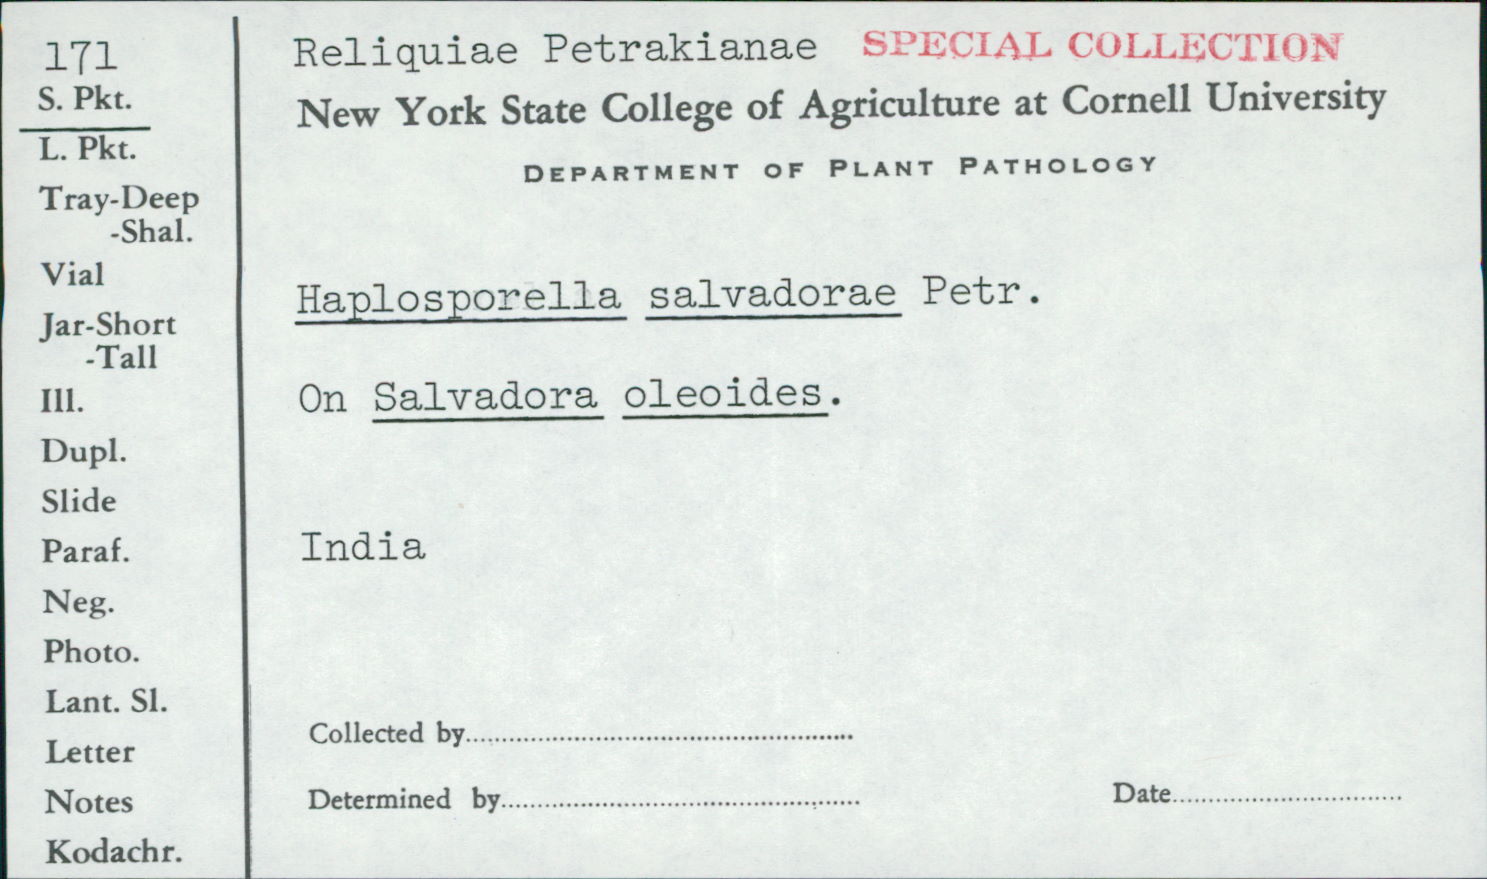 171
S. Pkt.
L. Pkt.
Tray-Deep
-Shal.
Vial
Jar-Short
-Tall
Ill.
Dupl.
Slide
Paraf.
Neg.
Photo.
Lant. Sl.
Letter
Notes
Kodachr.
Reliquiae Petrakianae SPECIAL COLLECTION
New York State College of Agriculture at Cornell University
DEPARTMENT OF PLANT PATHOLOGY
Haplosporella salvadorae Petr.
On Salvadora oleoides.
India
Collected by
Determined by
Date